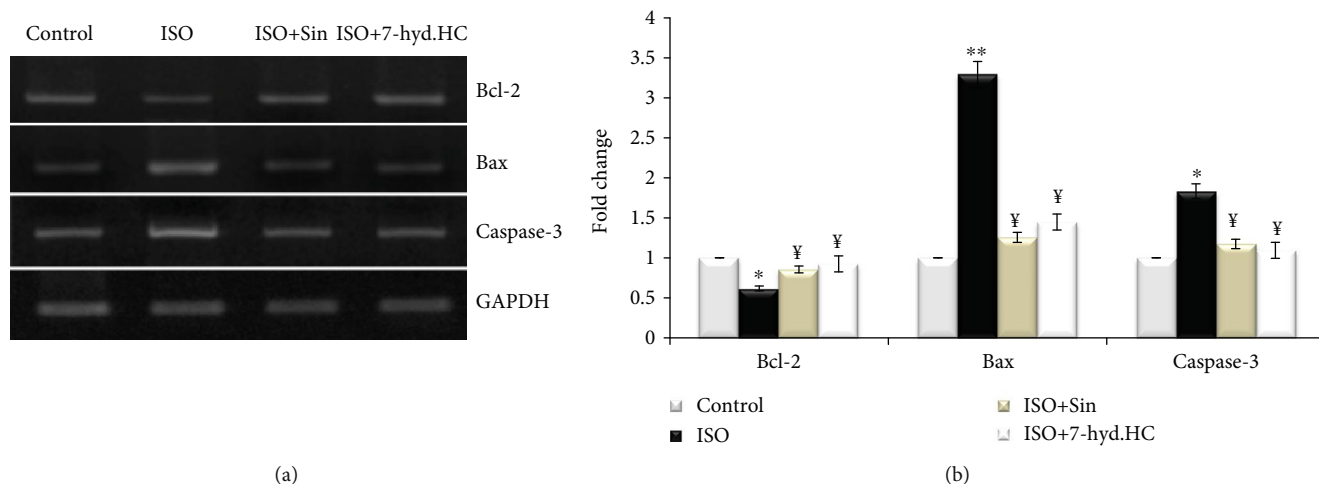 Control ISO ISO+Sin ISO+7-hyd.HC
Bcl-2
Bax
Caspase-3
GAPDH
(a)
4
3.5
3
2.5
2
1.5
1
0.5
0
Fold change
*
¥
¥
**
¥
¥
*
¥
¥
Bcl-2 Bax Caspase-3
Control ISO+Sin
ISO ISO+7-hyd.HC
(b)